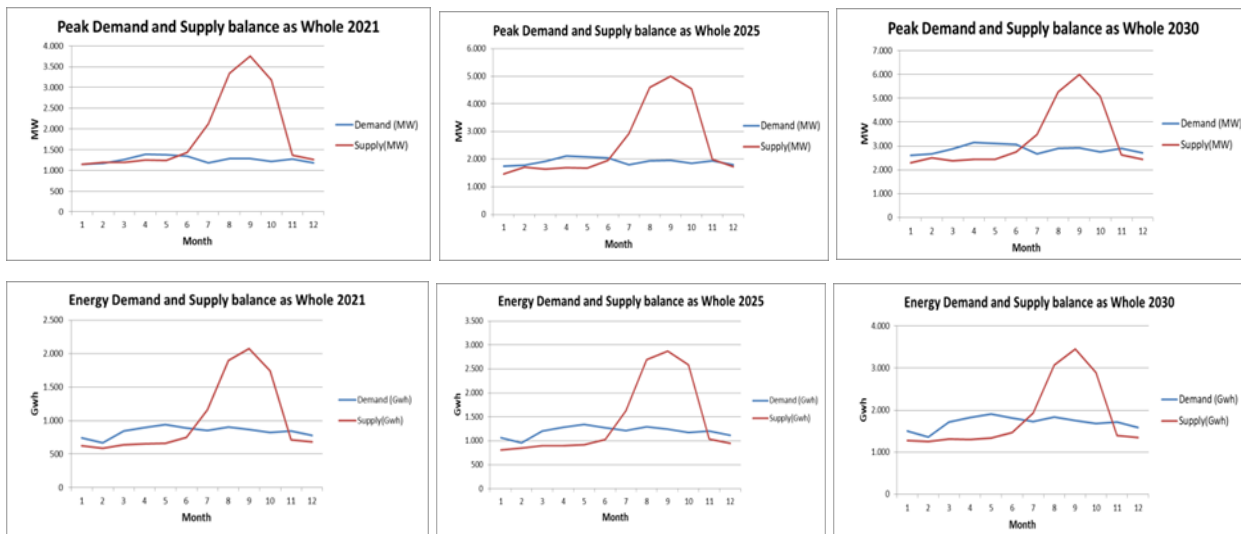 Peak Demand and Supply balance as Whole 2021
4.000
3.500
3.000
2.500
2.000
1.500
1.000
500
0
MW
1 2 3 4 5 6 7 8 9 10 11 12
Month
Demand (MW)
Supply(MW)
Peak Demand and Supply balance as Whole 2025
6.000
5.000
4.000
3.000
2.000
1.000
0
MW
1 2 3 4 5 6 7 8 9 10 11 12
Month
Demand (MW)
Supply(MW)
Peak Demand and Supply balance as Whole 2030
7.000
6.000
5.000
4.000
3.000
2.000
1.000
0
MW
1 2 3 4 5 6 7 8 9 10 11 12
Month
Demand (MW)
Supply(MW)
Energy Demand and Supply balance as Whole 2021
2.500
2.000
1.500
1.000
500
0
Gwh
1 2 3 4 5 6 7 8 9 10 11 12
Month
Demand (Gwh)
Supply(Gwh)
Energy Demand and Supply balance as Whole 2025
3.500
3.000
2.500
2.000
1.500
1.000
500
0
Gwh
1 2 3 4 5 6 7 8 9 10 11 12
Month
Demand (Gwh)
Supply(Gwh)
Energy Demand and Supply balance as Whole 2030
4.000
3.000
2.000
1.000
0
Gwh
1 2 3 4 5 6 7 8 9 10 11 12
Month
Demand (Gwh)
Supply(Gwh)